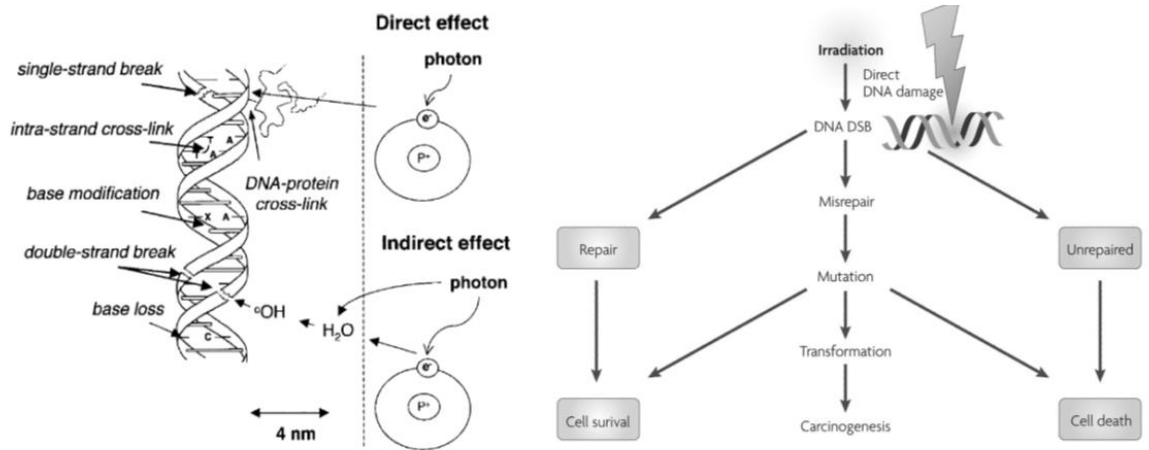 Direct effect
photon
single-strand break
intra-strand cross-link
base modification
double-strand break
base loss
DNA-protein
cross-link
e-
P+
T A
T A
X A
C
Indirect effect
photon
°OH
H₂O
e-
P+
4 nm
Irradiation
Direct
DNA damage
DNA DSB
Misrepair
Repair
Unrepaired
Mutation
Transformation
Cell surival
Carcinogenesis
Cell death